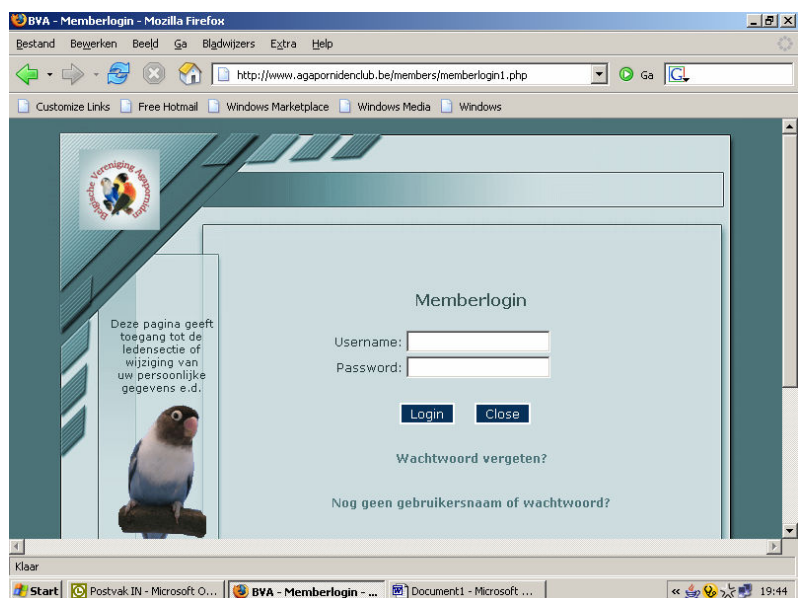 BVA - Memberlogin - Mozilla Firefox
Bestand Bewerken Beeld Ga Bladwijzers Extra Help
http://www.agapornidenclub.be/members/memberlogin1.php Ga
Customize Links Free Hotmail Windows Marketplace Windows Media Windows
Belgische Vereniging Agaporniden
Memberlogin
Deze pagina geeft
toegang tot de
ledensectie of
wijziging van
uw persoonlijke
gegevens e.d.
Username:
Password:
Login Close
Wachtwoord vergeten?
Nog geen gebruikersnaam of wachtwoord?
Klaar
Start Postvak IN - Microsoft O... BVA - Memberlogin - ... Document1 - Microsoft ... « 19:44